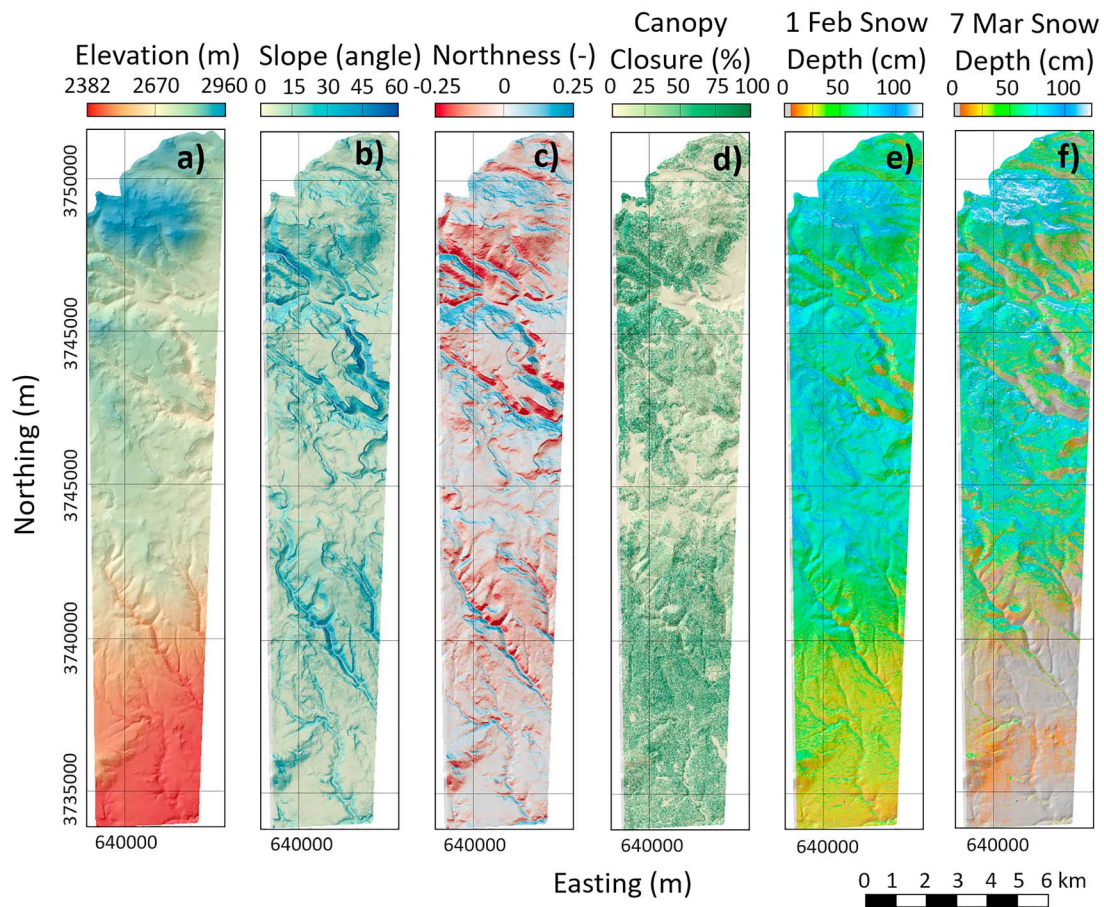 Canopy
1 Feb Snow
7 Mar Snow
Elevation (m)
Slope (angle)
Northness (-)
Closure (%)
Depth (cm)
Depth (cm)
2382 2670 2960
0 15 30 45 60
-0.25 0 0.25
0 25 50 75 100
0 50 100
0 50 100
a)
b)
c)
d)
e)
f)
Northing (m)
3750000
3745000
3745000
3740000
3735000
640000
640000
640000
640000
640000
640000
Easting (m)
0 1 2 3 4 5 6 km